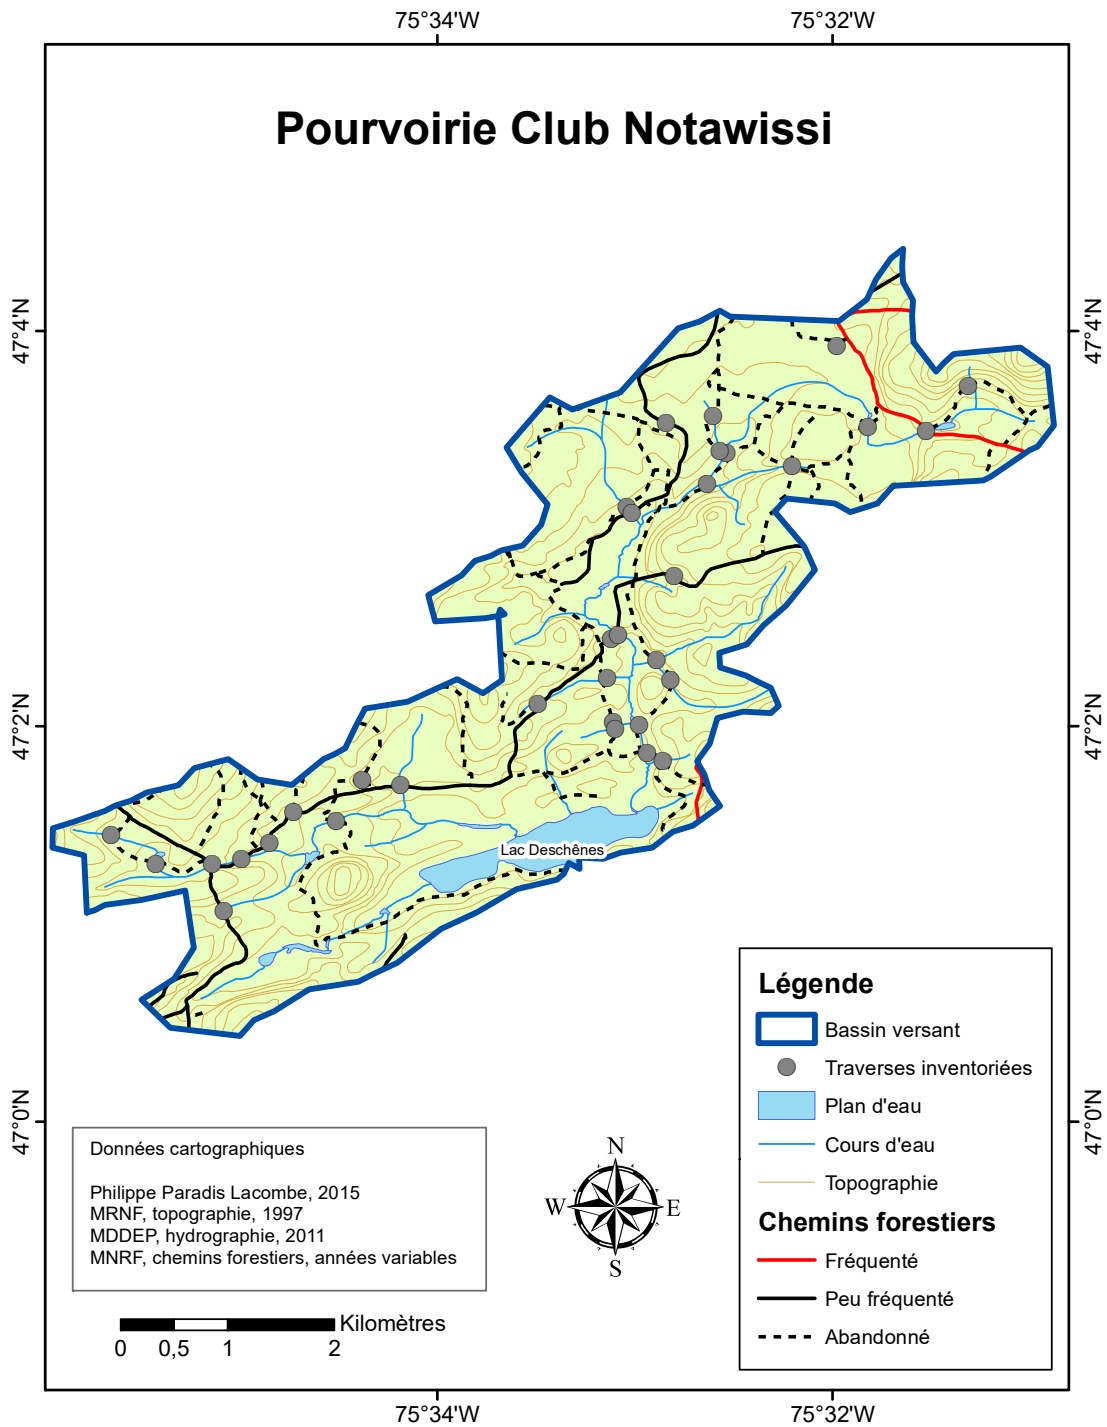 75°34'W
75°32'W
Pourvoirie Club Notawissi
47°4'N
47°4'N
47°2'N
47°2'N
Lac Deschênes
47°0'N
47°0'N
Légende
Bassin versant
Traverses inventoriées
Plan d'eau
Cours d'eau
Topographie
Chemins forestiers
Fréquenté
Peu fréquenté
Abandonné
Données cartographiques
Philippe Paradis Lacombe, 2015
MRNF, topographie, 1997
MDDEP, hydrographie, 2011
MNRF, chemins forestiers, années variables
N
W
E
S
Kilomètres
0 0,5 1 2
75°34'W
75°32'W